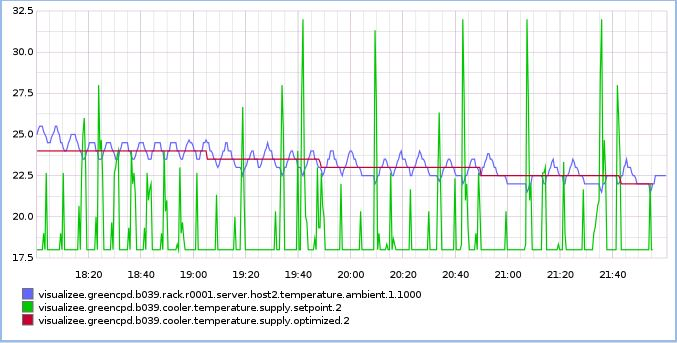 32.5
30.0
27.5
25.0
22.5
20.0
17.5
18:20 18:40 19:00 19:20 19:40 20:00 20:20 20:40 21:00 21:20 21:40
visualizee.greencpd.b039.rack.r0001.server.host2.temperature.ambient.1.1000
visualizee.greencpd.b039.cooler.temperature.supply.setpoint.2
visualizee.greencpd.b039.cooler.temperature.supply.optimized.2